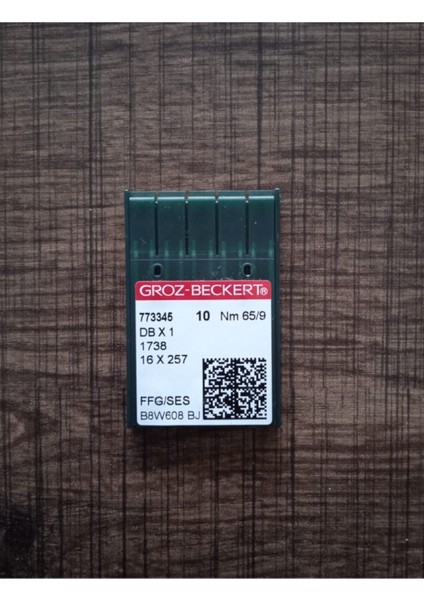 GROZ-BECKERT®
773345 10 Nm 65/9
DB X 1
1738
16 X 257
FFG/SES
B8W608 BJ